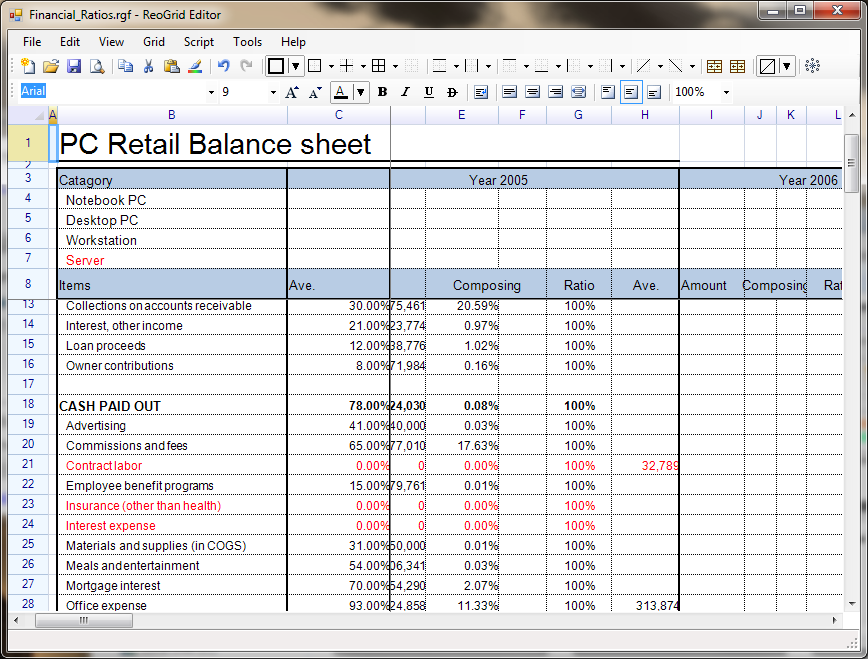 Financial_Ratios.rgf - ReoGrid Editor
File Edit View Grid Script Tools Help
Arial 9 A A A B I U D 100%
A B C E F G H I J K L
1 PC Retail Balance sheet
2
3 Catagory Year 2005 Year 2006
4 Notebook PC
5 Desktop PC
6 Workstation
7 Server
8 Items Ave. Composing Ratio Ave. Amount Composing Rat
13 Collections on accounts receivable 30.00% 75,461 20.59% 100%
14 Interest, other income 21.00% 23,774 0.97% 100%
15 Loan proceeds 12.00% 38,776 1.02% 100%
16 Owner contributions 8.00% 71,984 0.16% 100%
17
18 CASH PAID OUT 78.00% 24,030 0.08% 100%
19 Advertising 41.00% 40,000 0.03% 100%
20 Commissions and fees 65.00% 77,010 17.63% 100%
21 Contract labor 0.00% 0 0.00% 100% 32,789
22 Employee benefit programs 15.00% 79,761 0.01% 100%
23 Insurance (other than health) 0.00% 0 0.00% 100%
24 Interest expense 0.00% 0 0.00% 100%
25 Materials and supplies (in COGS) 31.00% 50,000 0.01% 100%
26 Meals and entertainment 54.00% 06,341 0.03% 100%
27 Mortgage interest 70.00% 54,290 2.07% 100%
28 Office expense 93.00% 24,858 11.33% 100% 313,874